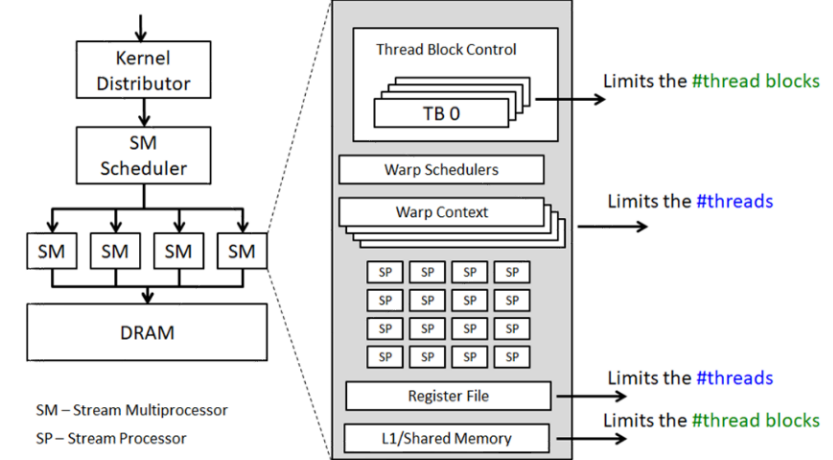 Kernel
Distributor
SM
Scheduler
SM SM SM SM
DRAM
SM – Stream Multiprocessor
SP – Stream Processor
Thread Block Control
TB 0
Limits the #thread blocks
Warp Schedulers
Warp Context
Limits the #threads
SP SP SP SP
SP SP SP SP
SP SP SP SP
SP SP SP SP
Register File
Limits the #threads
L1/Shared Memory
Limits the #thread blocks